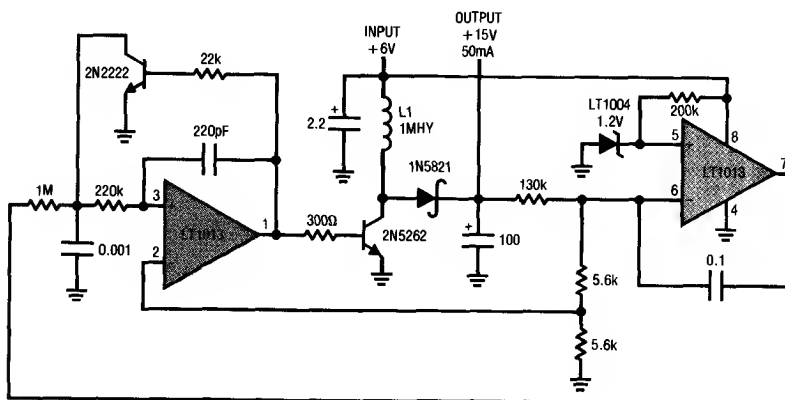 INPUT
+6V
OUTPUT
+15V
50mA
2N2222
22k
220pF
2.2
+
L1
1MHY
1N5821
LT1004
1.2V
200k
5
+
8
LT1013
7
1M
220k
3
+
LT1013
1
300Ω
2N5262
130k
6
−
4
0.001
2
−
+
100
0.1
5.6k
5.6k